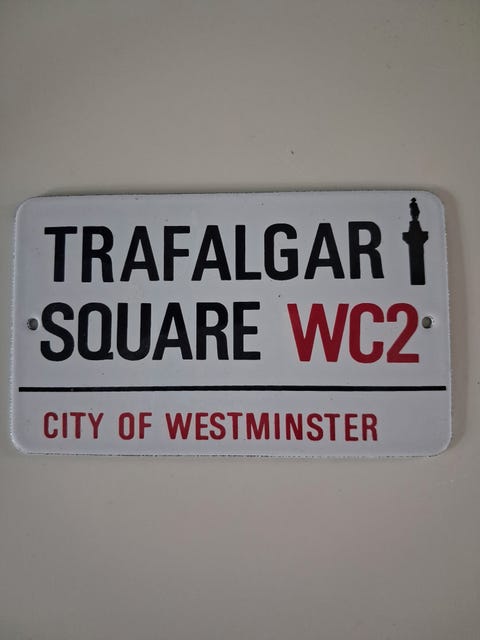 TRAFALGAR
SQUARE WC2
CITY OF WESTMINSTER